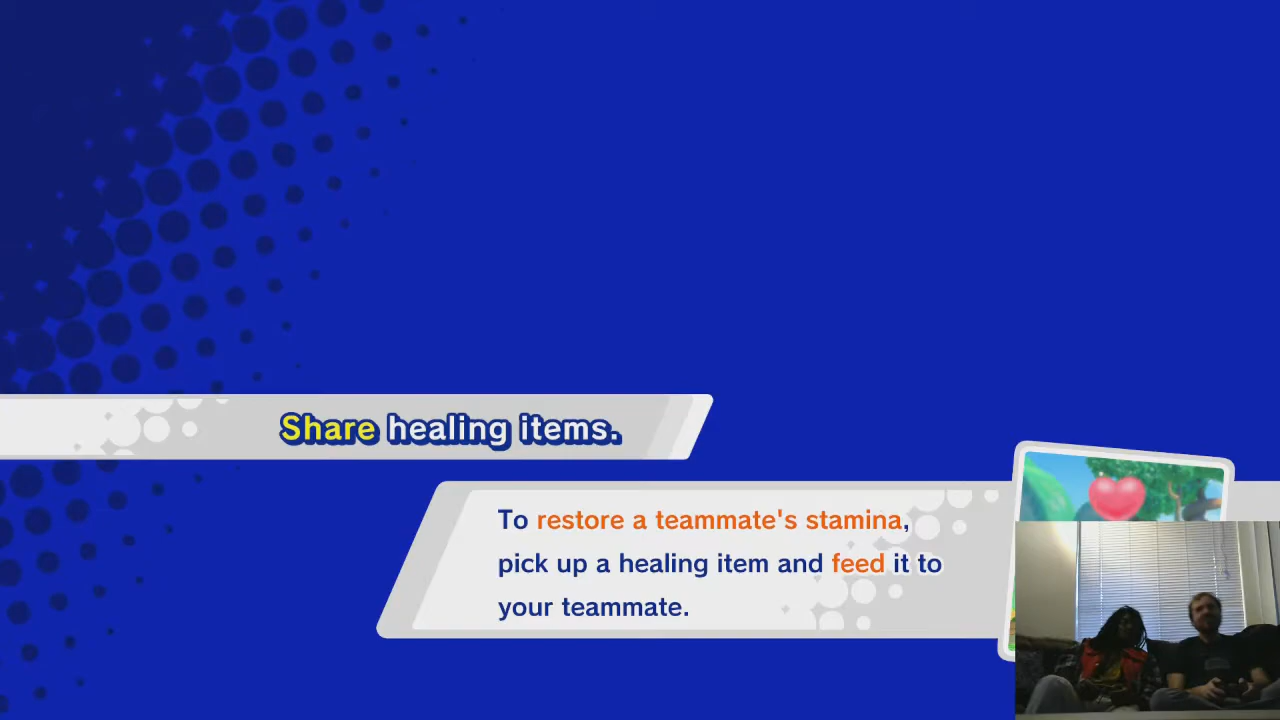 Share healing items.
To restore a teammate's stamina,
pick up a healing item and feed it to
your teammate.